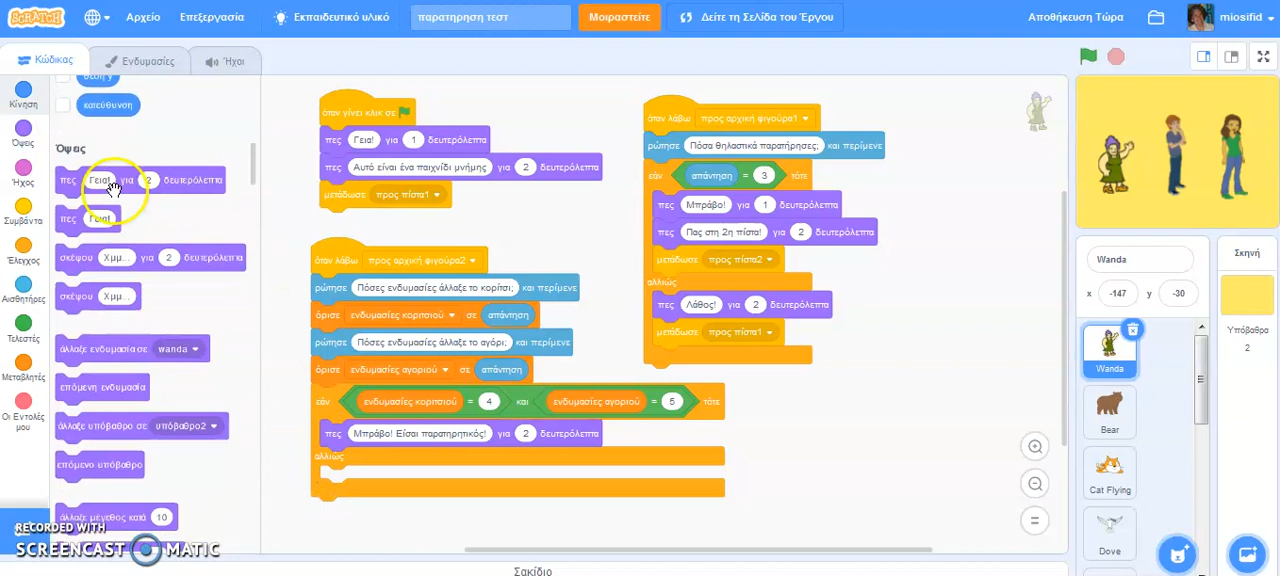 SCRATCH
Αρχείο
Επεξεργασία
Εκπαιδευτικό υλικό
παρατηρηση τεστ
Μοιραστείτε
Δείτε τη Σελίδα του Έργου
Αποθήκευση Τώρα
miosifid
Κώδικας
Ενδυμασίες
Ήχοι
Κίνηση
Όψεις
Ήχος
Συμβάντα
Έλεγχος
Αισθητήρες
Τελεστές
Μεταβλητές
Οι Εντολές
μου
θέση y
κατεύθυνση
Όψεις
πες Γεια! για 2 δευτερόλεπτα
πες Γεια!
σκέψου Χμμ... για 2 δευτερόλεπτα
σκέψου Χμμ...
άλλαξε ενδυμασία σε wanda
επόμενη ενδυμασία
άλλαξε υπόβαθρο σε υπόβαθρο2
επόμενο υπόβαθρο
άλλαξε μέγεθος κατά 10
όταν γίνει κλικ σε
πες Γεια! για 1 δευτερόλεπτα
πες Αυτό είναι ένα παιχνίδι μνήμης για 2 δευτερόλεπτα
μετάδωσε προς πίστα1
όταν λάβω προς αρχική φιγούρα2
ρώτησε Πόσες ενδυμασίες άλλαξε το κορίτσι; και περίμενε
όρισε ενδυμασίες κοριτσιού σε απάντηση
ρώτησε Πόσες ενδυμασίες άλλαξε το αγόρι; και περίμενε
όρισε ενδυμασίες αγοριού σε απάντηση
εάν ενδυμασίες κοριτσιού = 4 και ενδυμασίες αγοριού = 5 τότε
πες Μπράβο! Είσαι παρατηρητικός! για 2 δευτερόλεπτα
αλλιώς
όταν λάβω προς αρχική φιγούρα1
ρώτησε Πόσα θηλαστικά παρατήρησες; και περίμενε
εάν απάντηση = 3 τότε
πες Μπράβο! για 1 δευτερόλεπτα
πες Πας στη 2η πίστα! για 2 δευτερόλεπτα
μετάδωσε προς πίστα2
αλλιώς
πες Λάθος! για 2 δευτερόλεπτα
μετάδωσε προς πίστα1
Wanda
x -147 y -30
Wanda
Bear
Cat Flying
Dove
Σκηνή
Υπόβαθρα
2
Σακίδιο
RECORDED WITH
SCREENCAST MATIC